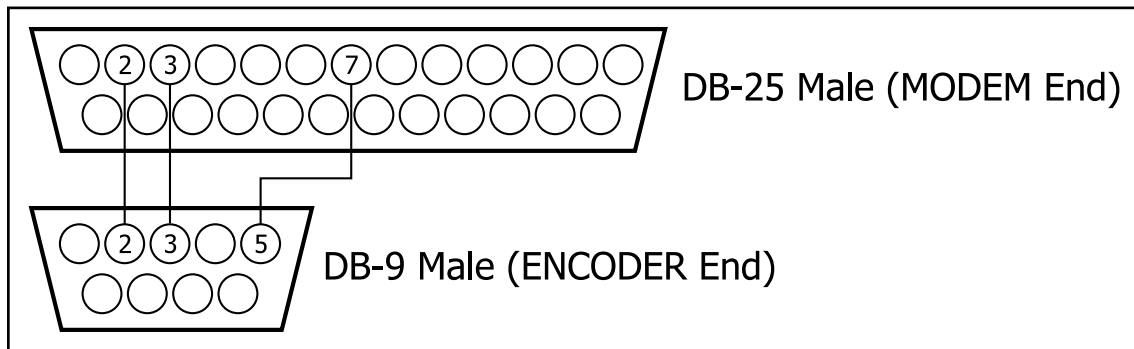 2 3 7
DB-25 Male (MODEM End)
2 3 5
DB-9 Male (ENCODER End)